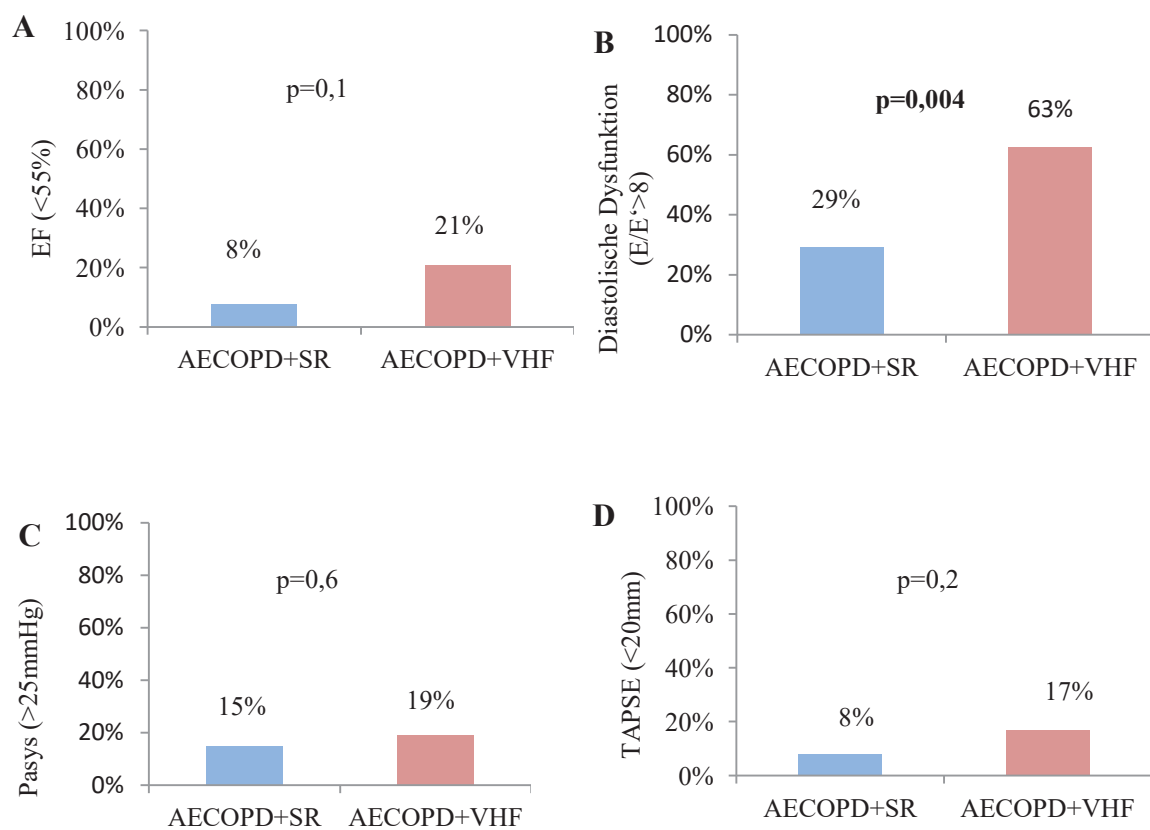 A
EF (<55%)
100%
80%
60%
40%
20%
0%
p=0,1
8%
21%
AECOPD+SR
AECOPD+VHF
B
Diastolische Dysfunktion
(E/E‘>8)
100%
80%
60%
40%
20%
0%
p=0,004
29%
63%
AECOPD+SR
AECOPD+VHF
C
Pasys (>25mmHg)
100%
80%
60%
40%
20%
0%
p=0,6
15%
19%
AECOPD+SR
AECOPD+VHF
D
TAPSE (<20mm)
100%
80%
60%
40%
20%
0%
p=0,2
8%
17%
AECOPD+SR
AECOPD+VHF